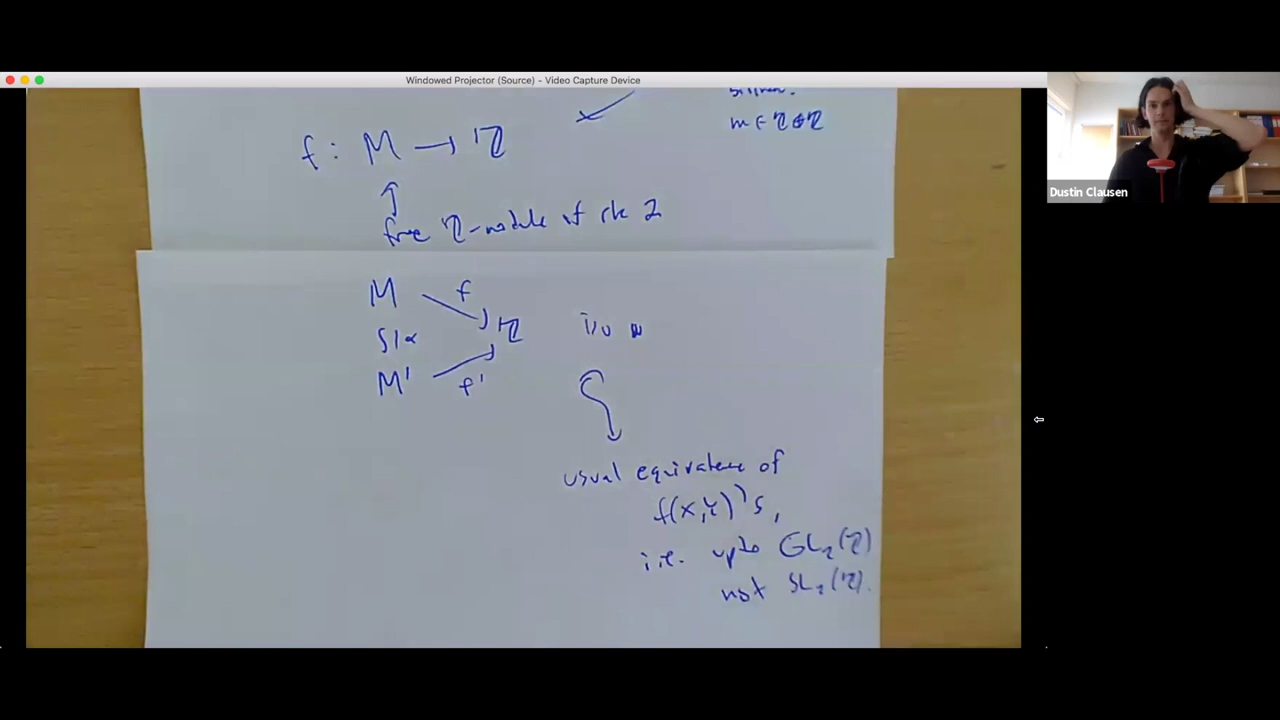 Windowed Projector (Source) - Video Capture Device
Dustin Clausen
m ∈ ℤ⊕ℤ
f : M → ℤ
↑
free ℤ-module of rk 2
M f
S|α ℤ iso
M' f'
usual equivalence of
f(x,y)'s,
i.e. up to GL₂(ℤ)
not SL₂(ℤ).